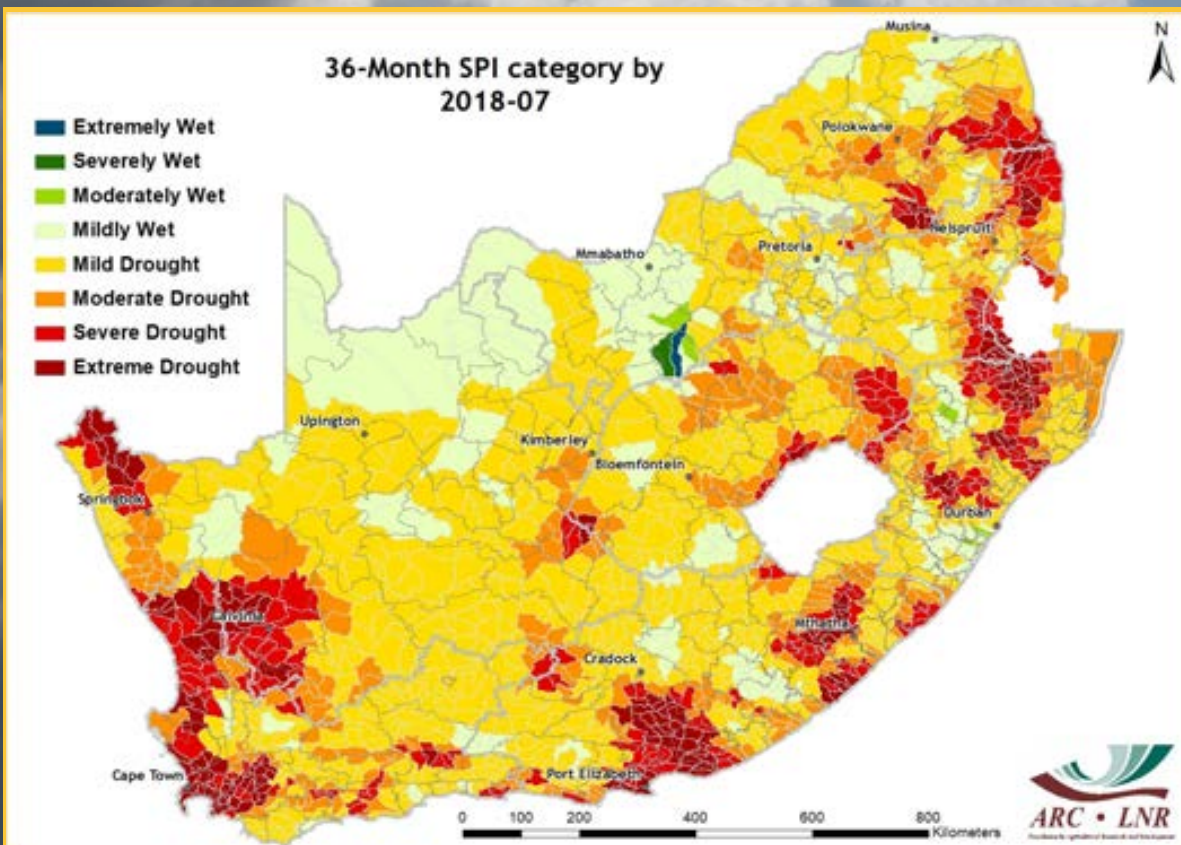 36-Month SPI category by
2018-07
N
Extremely Wet
Severely Wet
Moderately Wet
Mildly Wet
Mild Drought
Moderate Drought
Severe Drought
Extreme Drought
Musina
Polokwane
Nelspruit
Pretoria
Mmabatho
Upington
Kimberley
Bloemfontein
Springbok
Durban
Mthatha
Cradock
Cape Town
Port Elizabeth
0 100 200 400 600 800
Kilometers
ARC • LNR